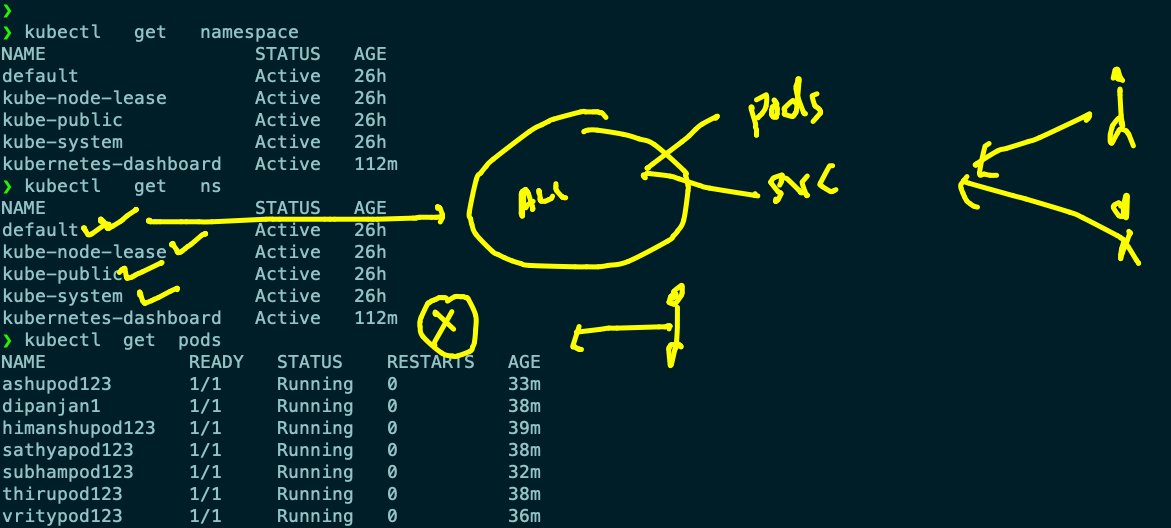 ❯
❯ kubectl   get   namespace
NAME                   STATUS   AGE
default                Active   26h
kube-node-lease        Active   26h
kube-public            Active   26h
kube-system            Active   26h
kubernetes-dashboard   Active   112m
❯ kubectl   get   ns
NAME                   STATUS   AGE
default                Active   26h
kube-node-lease        Active   26h
kube-public            Active   26h
kube-system            Active   26h
kubernetes-dashboard   Active   112m
❯ kubectl  get  pods
NAME             READY   STATUS    RESTARTS   AGE
ashupod123       1/1     Running   0          33m
dipanjan1        1/1     Running   0          38m
himanshupod123   1/1     Running   0          39m
sathyapod123     1/1     Running   0          38m
subhampod123     1/1     Running   0          32m
thirupod123      1/1     Running   0          38m
vritypod123      1/1     Running   0          36m
ALL
pods
svc
X